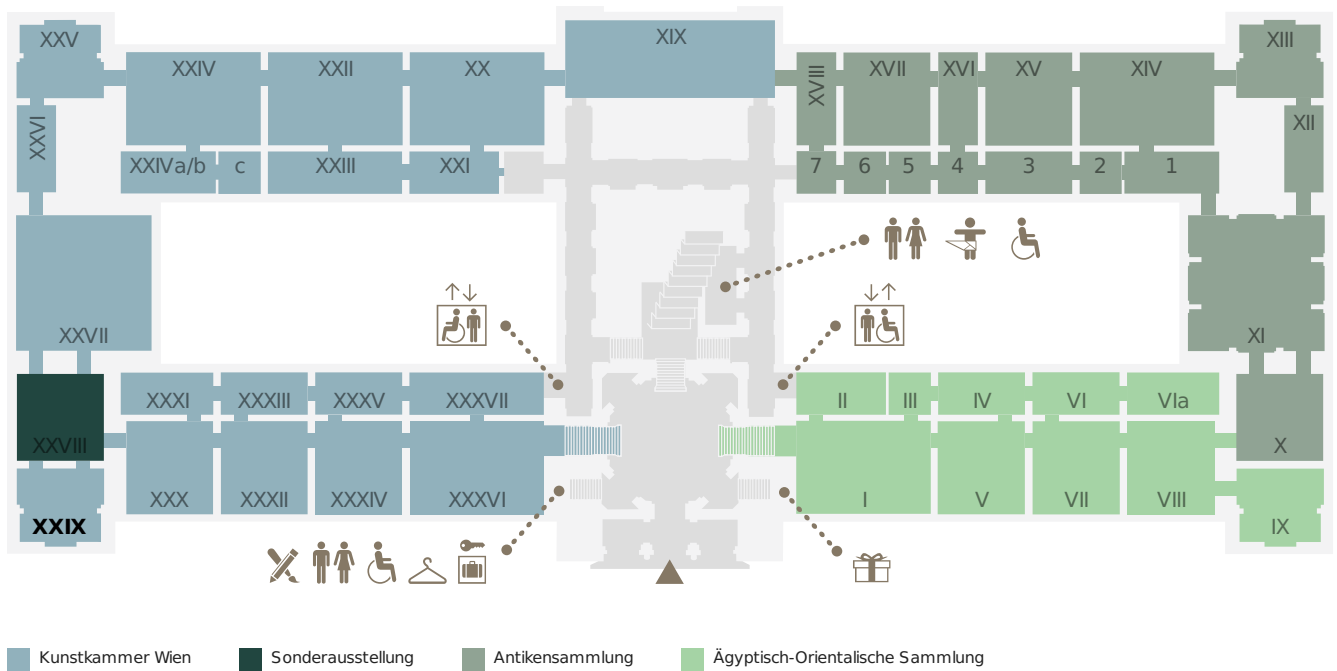 XXV
XIX
XIII
XXIV
XXII
XX
XVIII
XVII
XVI
XV
XIV
XXVI
XII
XXIVa/b
c
XXIII
XXI
7
6
5
4
3
2
1
XXVII
XI
XXXI
XXXIII
XXXV
XXXVII
II
III
IV
VI
VIa
XXVIII
X
XXX
XXXII
XXXIV
XXXVI
I
V
VII
VIII
XXIX
IX
Kunstkammer Wien
Sonderausstellung
Antikensammlung
Ägyptisch-Orientalische Sammlung